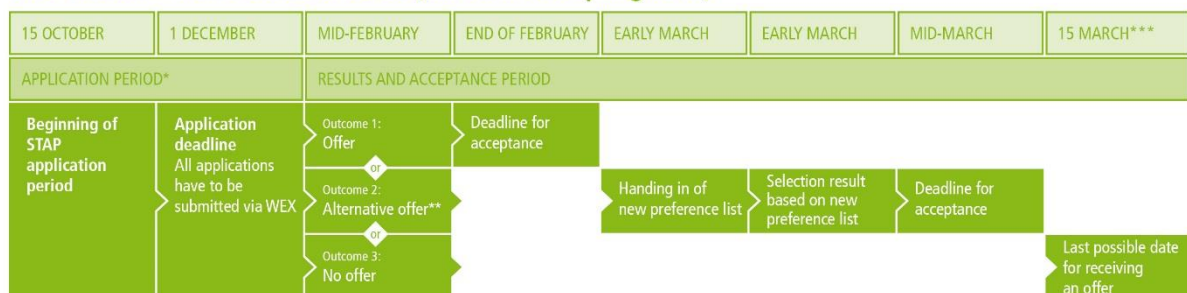 15 OCTOBER
1 DECEMBER
MID-FEBRUARY
END OF FEBRUARY
EARLY MARCH
EARLY MARCH
MID-MARCH
15 MARCH***
APPLICATION PERIOD*
RESULTS AND ACCEPTANCE PERIOD
Beginning of
STAP
application
period
Application
deadline
All applications
have to be
submitted via WEX
Outcome 1:
Offer
Deadline for
acceptance
or
Outcome 2:
Alternative offer**
Handing in of
new preference list
Selection result
based on new
preference list
Deadline for
acceptance
or
Outcome 3:
No offer
Last possible date
for receiving
an offer